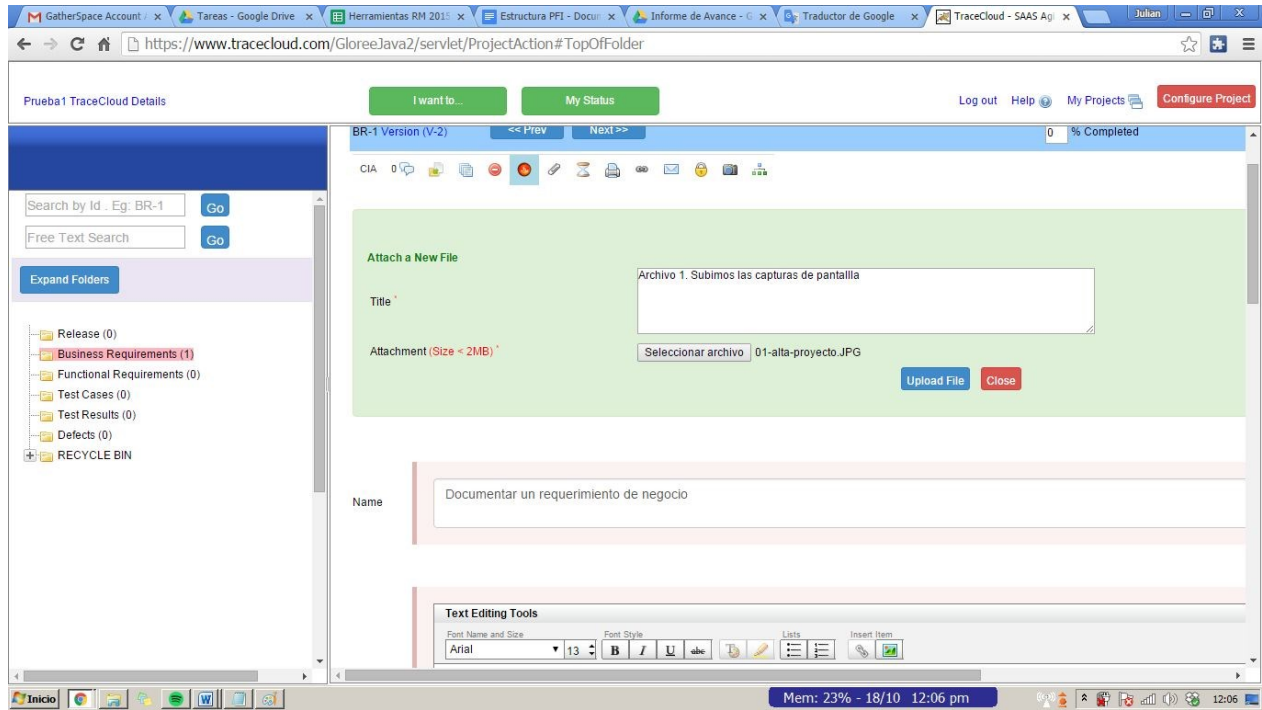 GatherSpace Account
Tareas - Google Drive
Herramientas RM 2015
Estructura PFI - Docum
Informe de Avance - G
Traductor de Google
TraceCloud - SAAS Agi
Julian
https://www.tracecloud.com/GloreeJava2/servlet/ProjectAction#TopOfFolder
Prueba1 TraceCloud Details
I want to...
My Status
Log out Help My Projects
Configure Project
BR-1 Version (V-2)
<< Prev
Next >>
0 % Completed
CIA 0
Search by Id . Eg: BR-1
Go
Free Text Search
Go
Expand Folders
Release (0)
Business Requirements (1)
Functional Requirements (0)
Test Cases (0)
Test Results (0)
Defects (0)
RECYCLE BIN
Attach a New File
Title *
Archivo 1. Subimos las capturas de pantallla
Attachment (Size < 2MB) *
Seleccionar archivo 01-alta-proyecto.JPG
Upload File
Close
Name
Documentar un requerimiento de negocio
Text Editing Tools
Font Name and Size
Font Style
Lists
Insert Item
Arial
13
B I U abc
Inicio
Mem: 23% - 18/10 12:06 pm
12:06